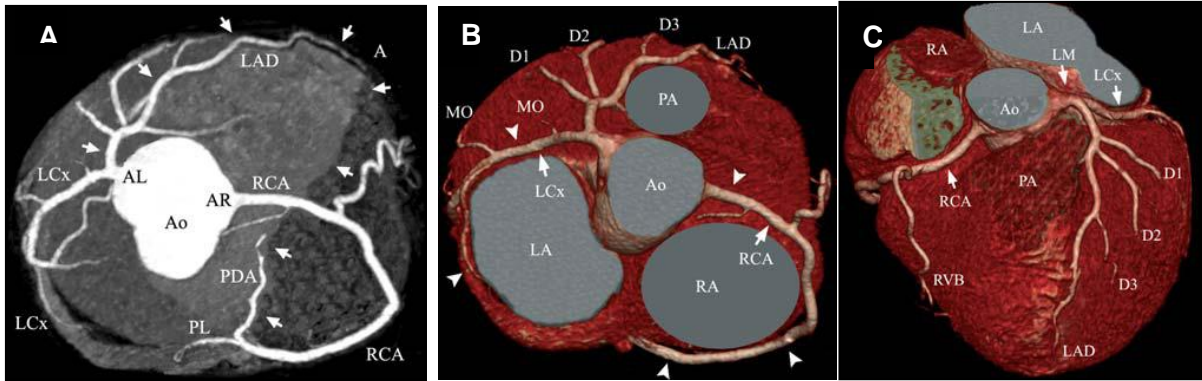 A
A
LAD
LCx
AL
RCA
AR
Ao
PDA
LCx
PL
RCA
B
D1
D2
D3
LAD
MO
MO
PA
LCx
Ao
LA
RCA
RA
C
LA
RA
LM
LCx
Ao
D1
PA
RCA
D2
RVB
D3
LAD